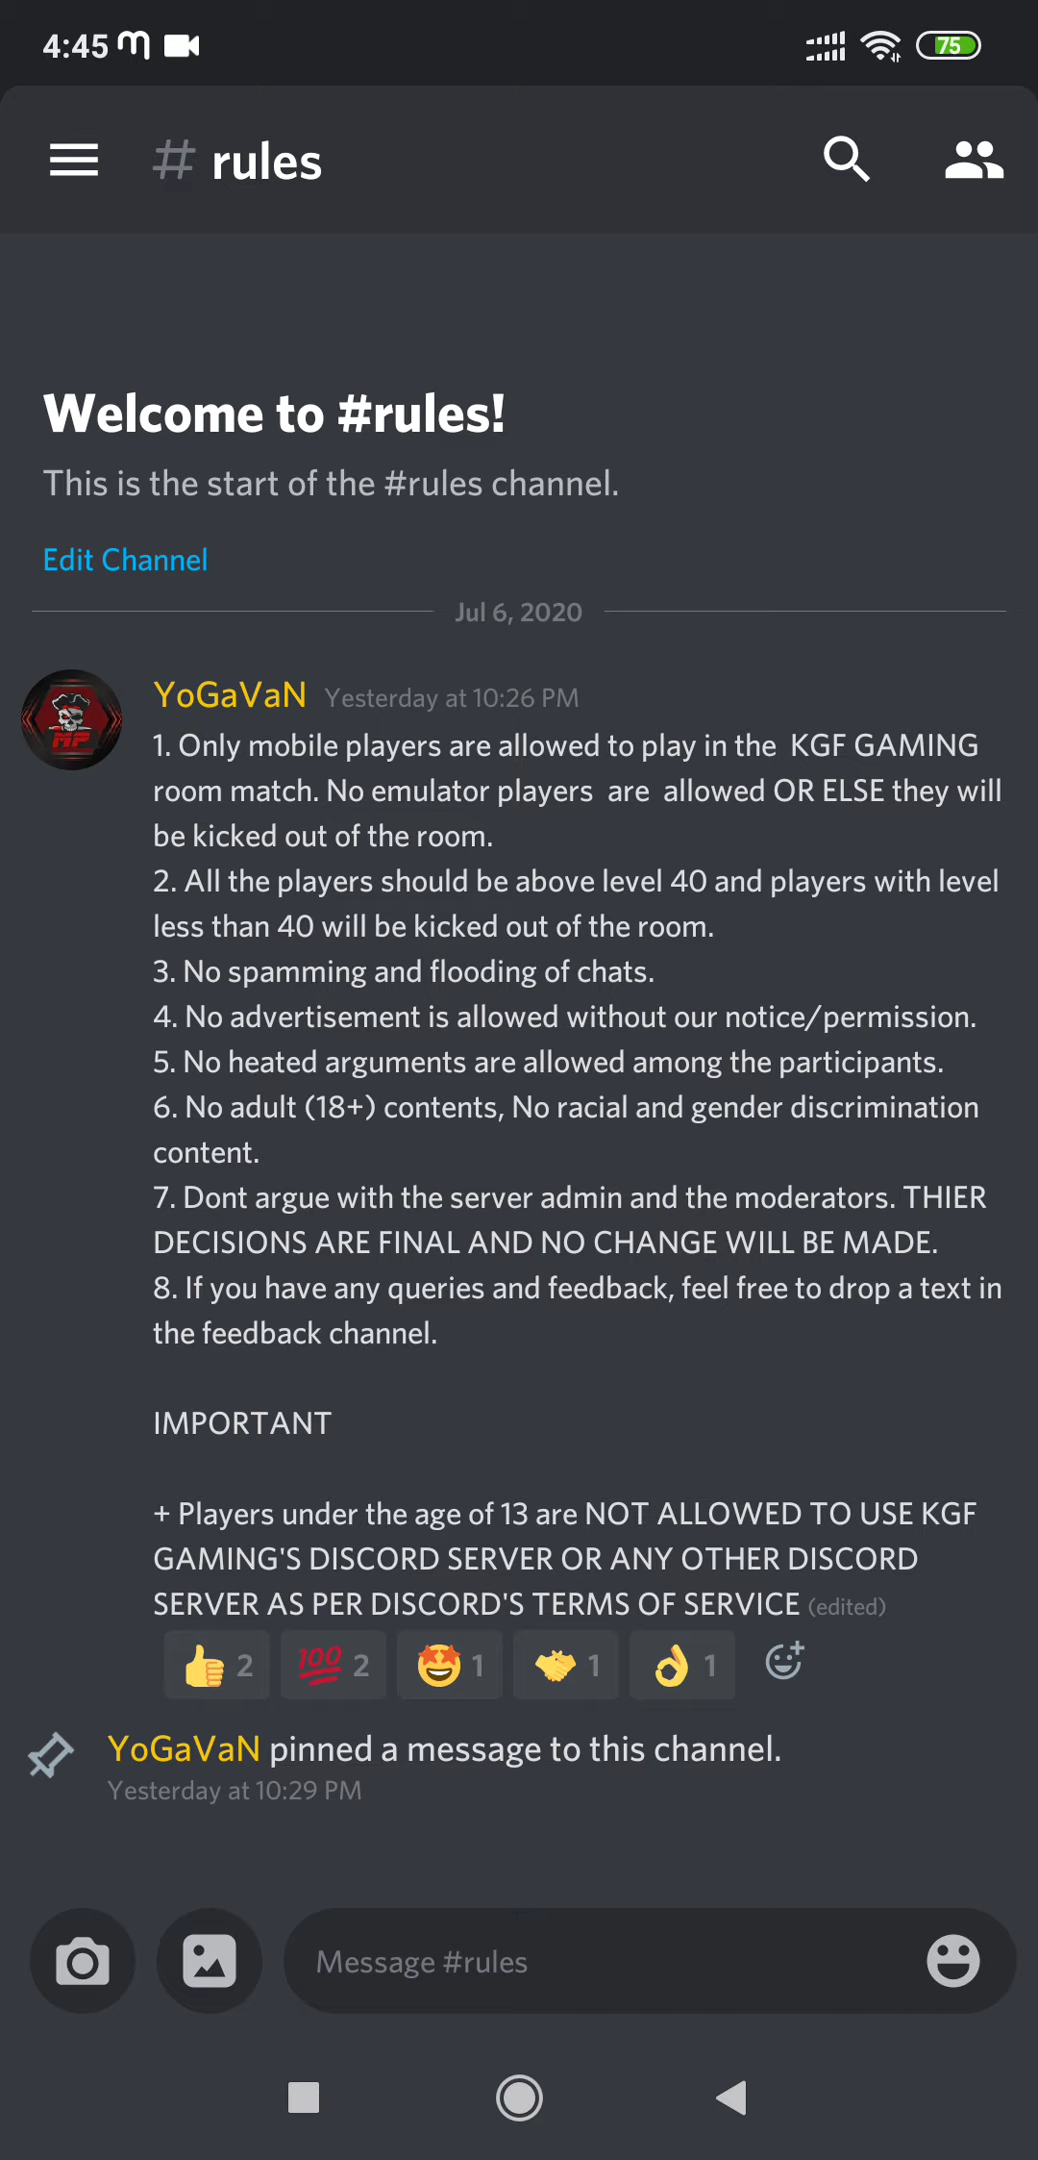 4:45
75
# rules
Welcome to #rules!
This is the start of the #rules channel.
Edit Channel
Jul 6, 2020
YoGaVaN Yesterday at 10:26 PM
1. Only mobile players are allowed to play in the  KGF GAMING
room match. No emulator players  are  allowed OR ELSE they will
be kicked out of the room.
2. All the players should be above level 40 and players with level
less than 40 will be kicked out of the room.
3. No spamming and flooding of chats.
4. No advertisement is allowed without our notice/permission.
5. No heated arguments are allowed among the participants.
6. No adult (18+) contents, No racial and gender discrimination
content.
7. Dont argue with the server admin and the moderators. THIER
DECISIONS ARE FINAL AND NO CHANGE WILL BE MADE.
8. If you have any queries and feedback, feel free to drop a text in
the feedback channel.
IMPORTANT
+ Players under the age of 13 are NOT ALLOWED TO USE KGF
GAMING'S DISCORD SERVER OR ANY OTHER DISCORD
SERVER AS PER DISCORD'S TERMS OF SERVICE (edited)
👍 2 💯 2 🤩 1 🤝 1 👌 1
YoGaVaN pinned a message to this channel.
Yesterday at 10:29 PM
Message #rules
MP